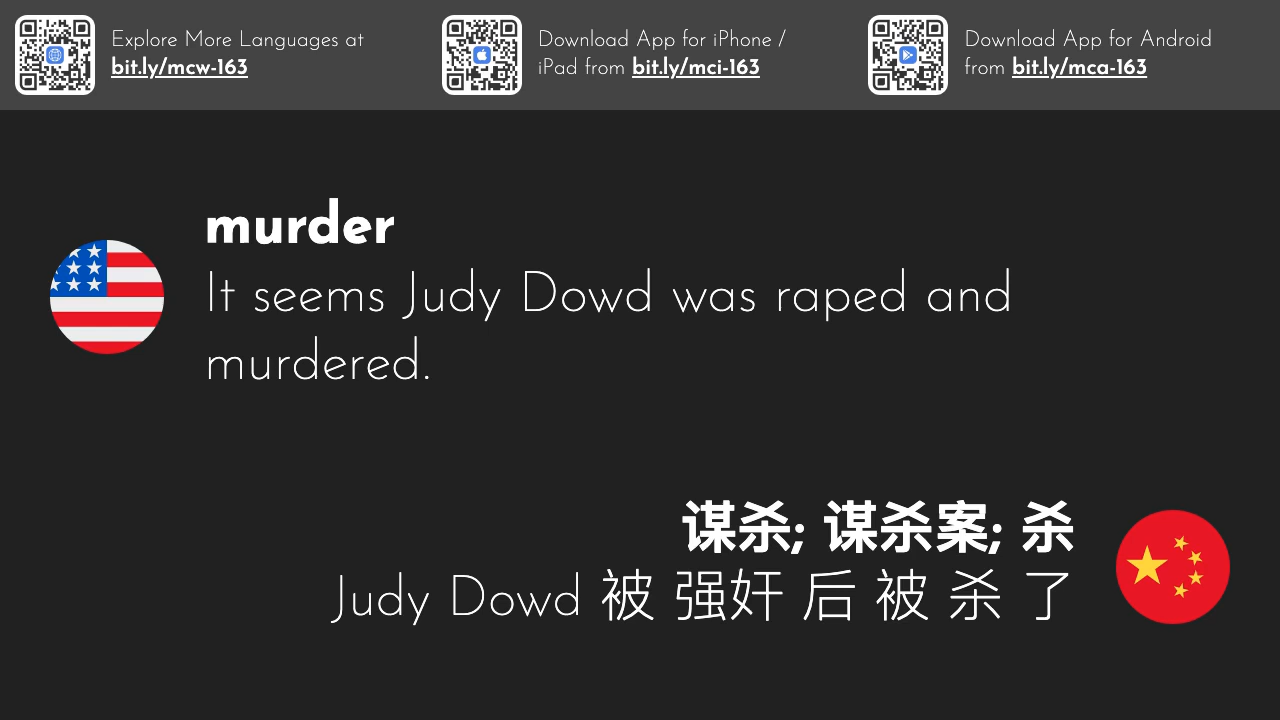 Explore More Languages at
bit.ly/mcw-163
Download App for iPhone /
iPad from bit.ly/mci-163
Download App for Android
from bit.ly/mca-163
murder
It seems Judy Dowd was raped and
murdered.
谋杀; 谋杀案; 杀
Judy Dowd 被 强奸 后 被 杀 了